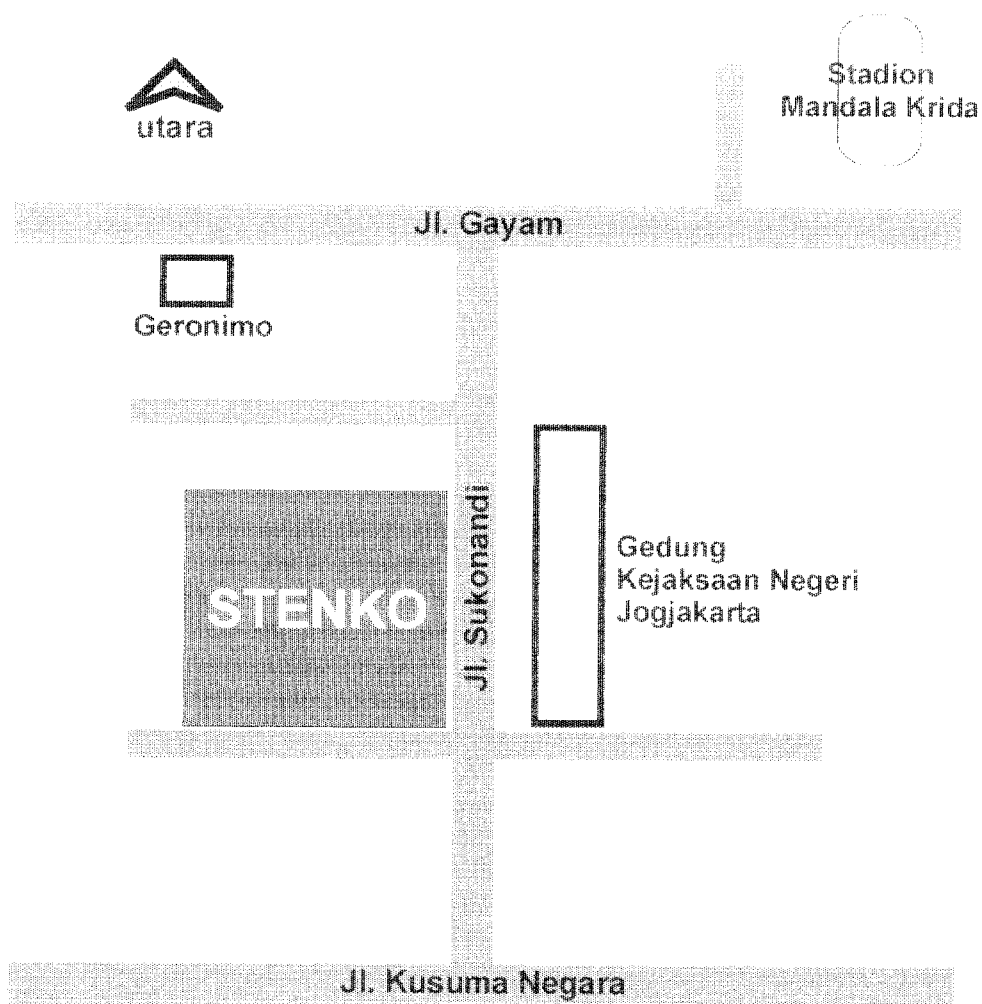 Stadion
Mandala Krida
utara
Jl. Gayam
Geronimo
Jl. Sukonandi
STENKO
Gedung
Kejaksaan Negeri
Jogjakarta
Jl. Kusuma Negara